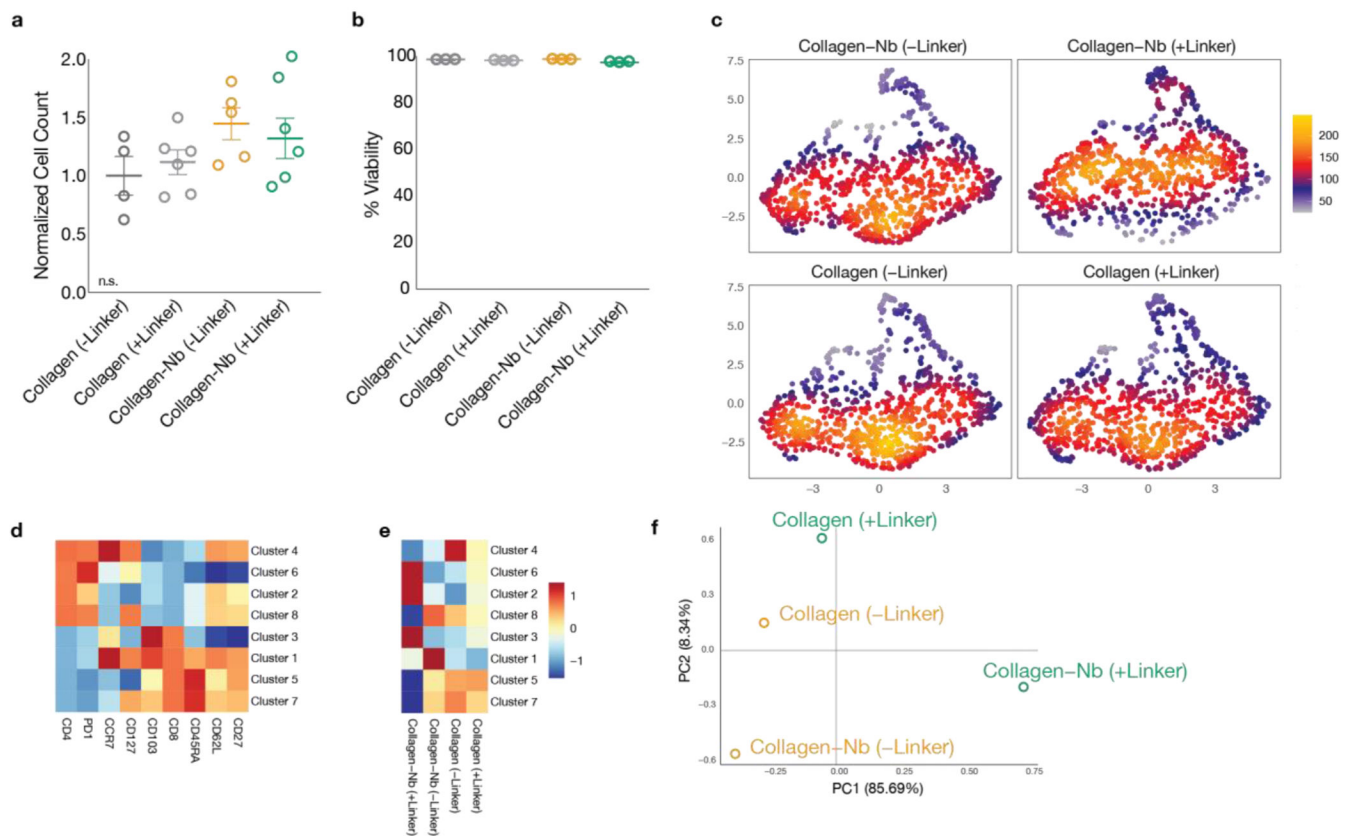 a
Normalized Cell Count
2.0
1.5
1.0
0.5
0.0
n.s.
Collagen (-Linker)
Collagen (+Linker)
Collagen-Nb (-Linker)
Collagen-Nb (+Linker)
b
% Viability
100
80
60
40
20
0
Collagen (-Linker)
Collagen (+Linker)
Collagen-Nb (-Linker)
Collagen-Nb (+Linker)
c
Collagen-Nb (-Linker)
Collagen-Nb (+Linker)
7.5
5.0
2.5
0.0
-2.5
200
150
100
50
Collagen (-Linker)
Collagen (+Linker)
7.5
5.0
2.5
0.0
-2.5
-3
0
3
-3
0
3
d
Cluster 4
Cluster 6
Cluster 2
Cluster 8
Cluster 3
Cluster 1
Cluster 5
Cluster 7
CD4
PD1
CCR7
CD127
CD103
CD8
CD45RA
CD62L
CD27
e
Cluster 4
Cluster 6
Cluster 2
Cluster 8
Cluster 3
Cluster 1
Cluster 5
Cluster 7
1
0
-1
Collagen-Nb (+Linker)
Collagen-Nb (-Linker)
Collagen (-Linker)
Collagen (+Linker)
f
Collagen (+Linker)
Collagen (-Linker)
Collagen-Nb (+Linker)
Collagen-Nb (-Linker)
PC2 (8.34%)
0.6
0.3
0.0
-0.3
-0.6
-0.25
0.00
0.25
0.50
0.75
PC1 (85.69%)